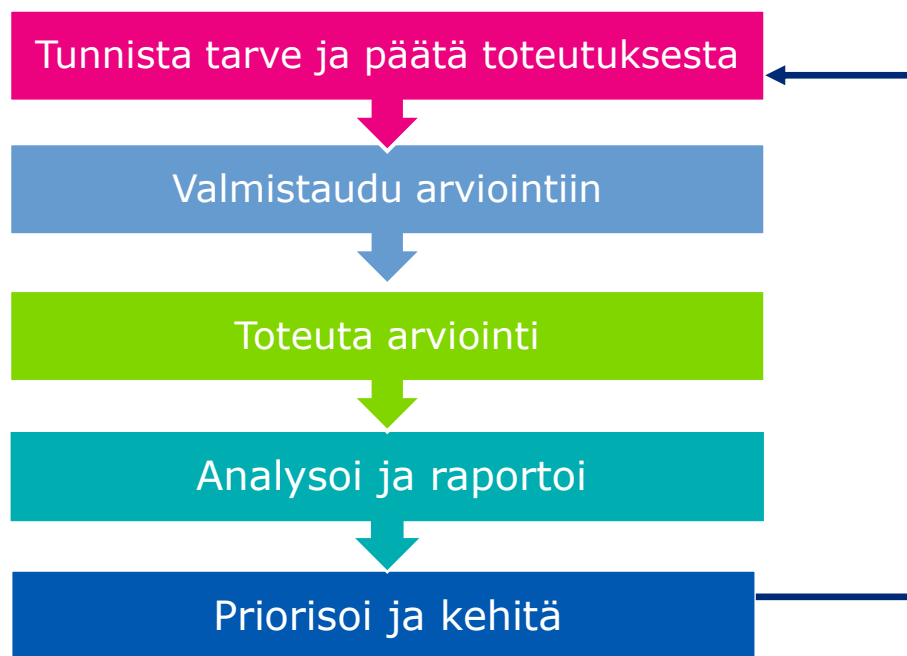 Tunnista tarve ja päätä toteutuksesta
Valmistaudu arviointiin
Toteuta arviointi
Analysoi ja raportoi
Priorisoi ja kehitä